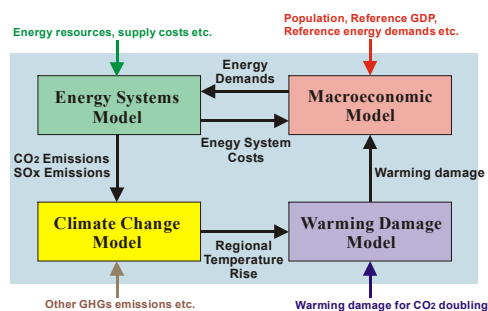 Energy resources, supply costs etc.
Population, Reference GDP,
Reference energy demands etc.
Energy
Demands
Energy Systems
Model
Macroeconomic
Model
Enegy System
Costs
CO2 Emissions
SOx Emissions
Warming damage
Climate Change
Model
Warming Damage
Model
Regional
Temperature
Rise
Other GHGs emissions etc.
Warming damage for CO2 doubling